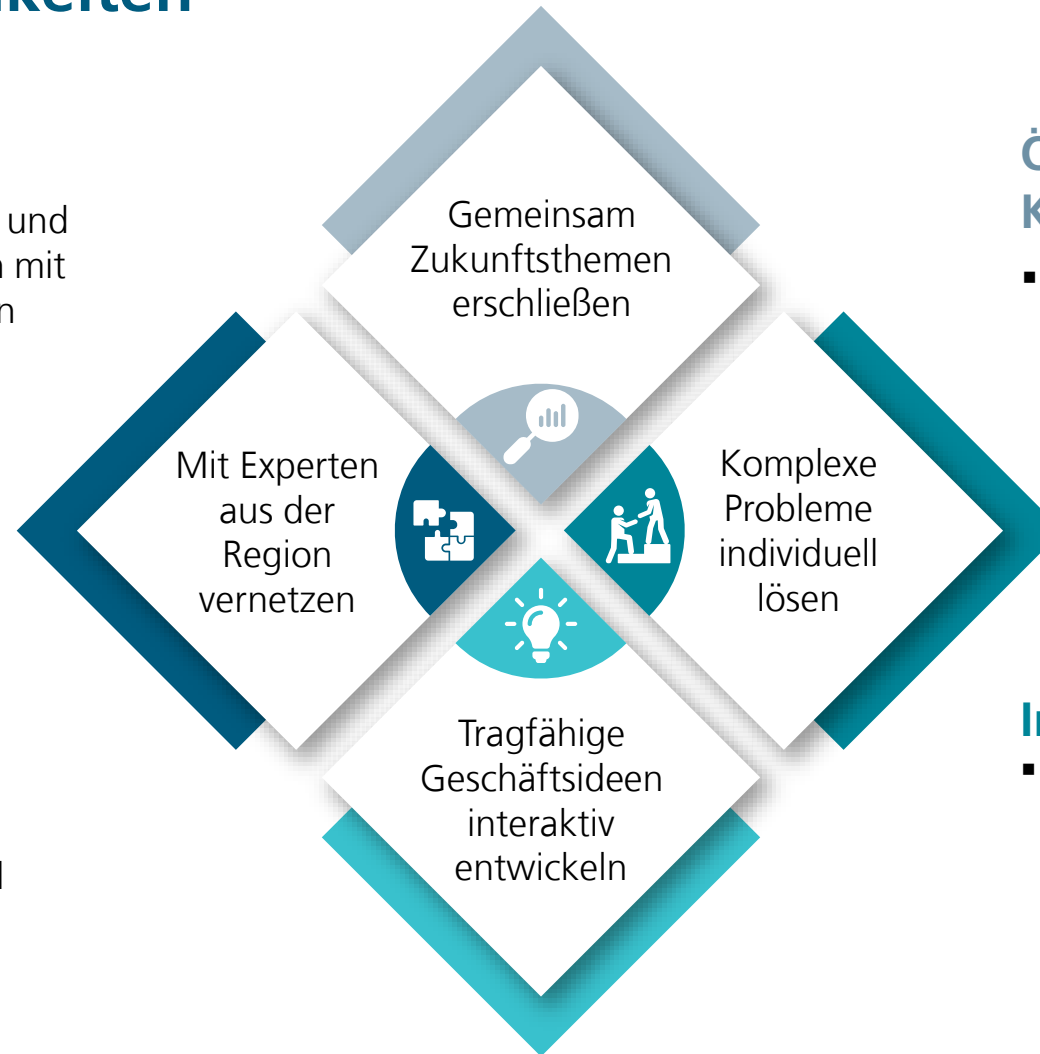 und
mit
Gemeinsam
Zukunftsthemen
erschließen
Mit Experten
aus der
Region
vernetzen
Komplexe
Probleme
individuell
lösen
Tragfähige
Geschäftsideen
interaktiv
entwickeln